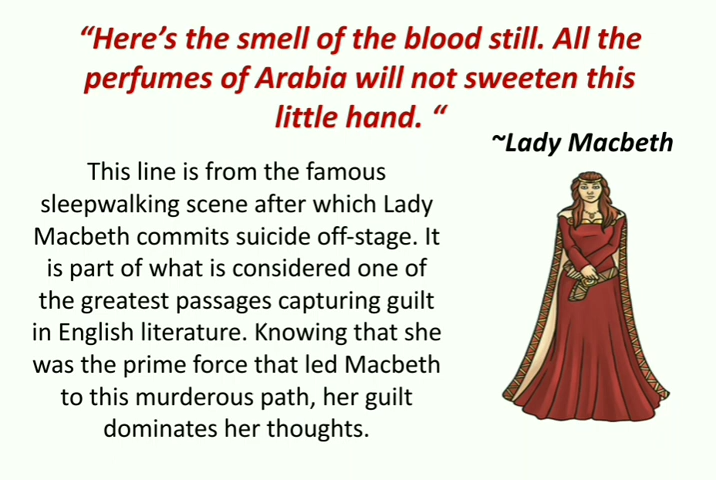 “Here’s the smell of the blood still. All the
perfumes of Arabia will not sweeten this
little hand. “
~Lady Macbeth
This line is from the famous
sleepwalking scene after which Lady
Macbeth commits suicide off-stage. It
is part of what is considered one of
the greatest passages capturing guilt
in English literature. Knowing that she
was the prime force that led Macbeth
to this murderous path, her guilt
dominates her thoughts.